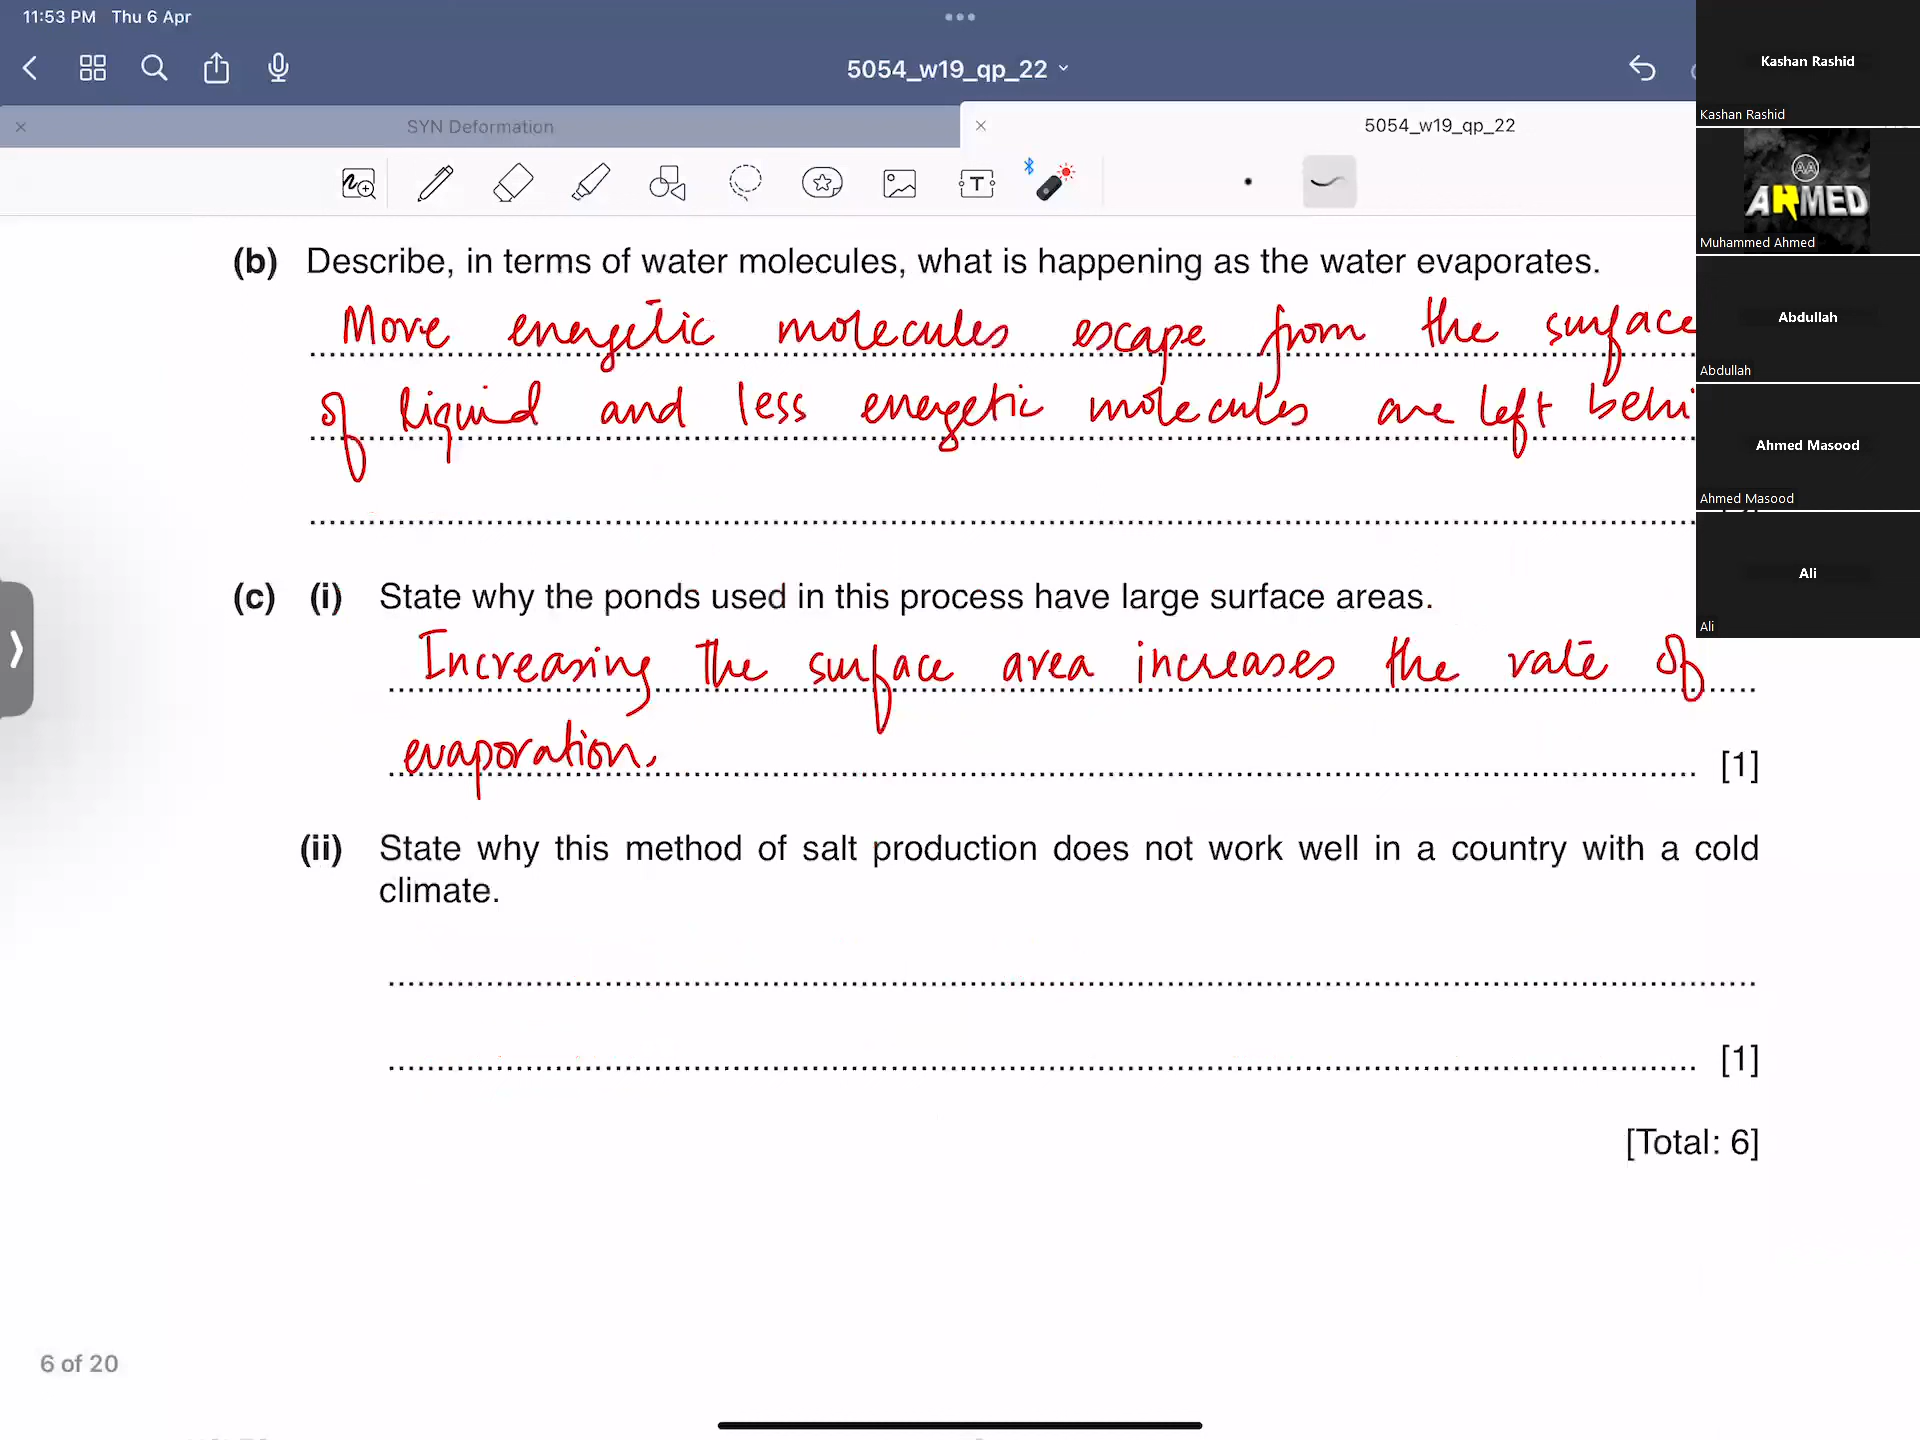 11:53 PM Thu 6 Apr
5054_w19_qp_22
SYN Deformation
5054_w19_qp_22
Kashan Rashid
Kashan Rashid
AA
AHMED
Muhammed Ahmed
Abdullah
Abdullah
Ahmed Masood
Ahmed Masood
Ali
Ali
(b) Describe, in terms of water molecules, what is happening as the water evaporates.
More energetic molecules escape from the surface
of liquid and less energetic molecules are left behi
(c) (i) State why the ponds used in this process have large surface areas.
Increasing the surface area increases the rate of
evaporation.
[1]
(ii) State why this method of salt production does not work well in a country with a cold
climate.
[1]
[Total: 6]
6 of 20